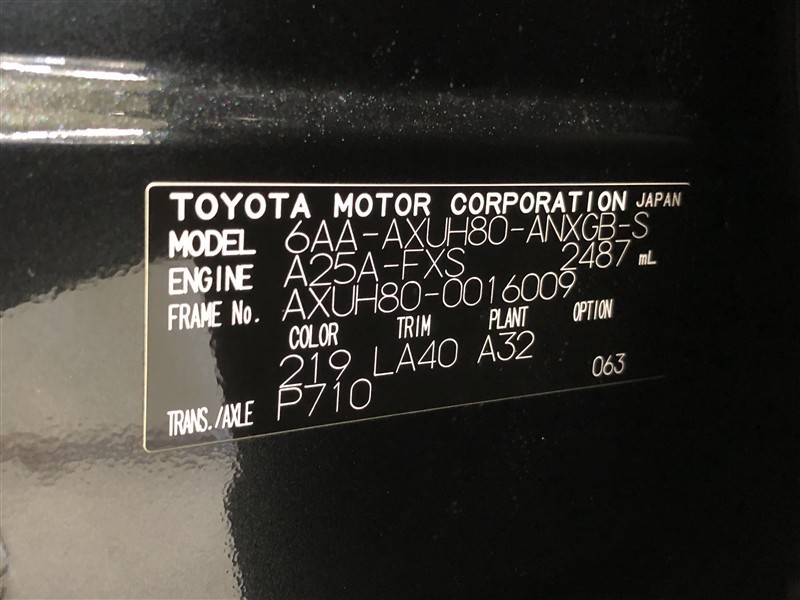 TOYOTA MOTOR CORPORATION JAPAN
MODEL 6AA-AXUH80-ANXGB-S
ENGINE A25A-FXS 2487 mL
FRAME No. AXUH80-0016009
COLOR TRIM PLANT OPTION
219 LA40 A32
063
TRANS./AXLE P710